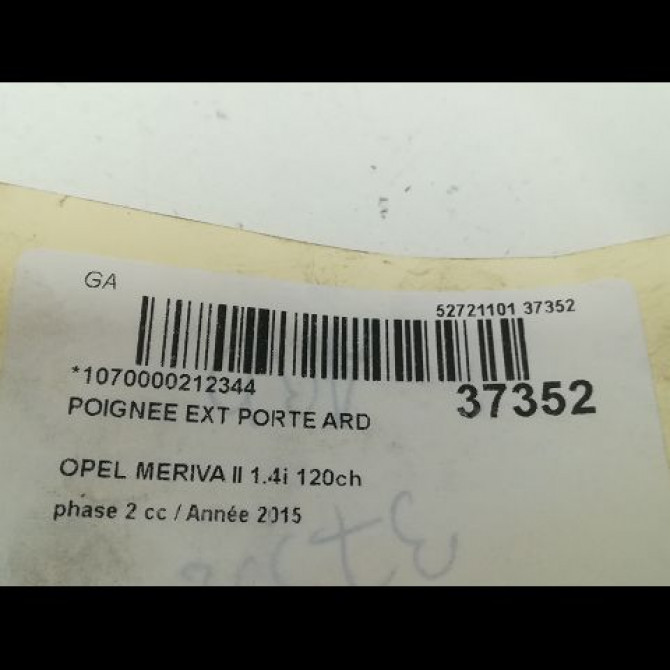 GA
52721101 37352
*1070000212344
37352
POIGNEE EXT PORTE ARD
OPEL MERIVA II 1.4i 120ch
phase 2 cc / Année 2015